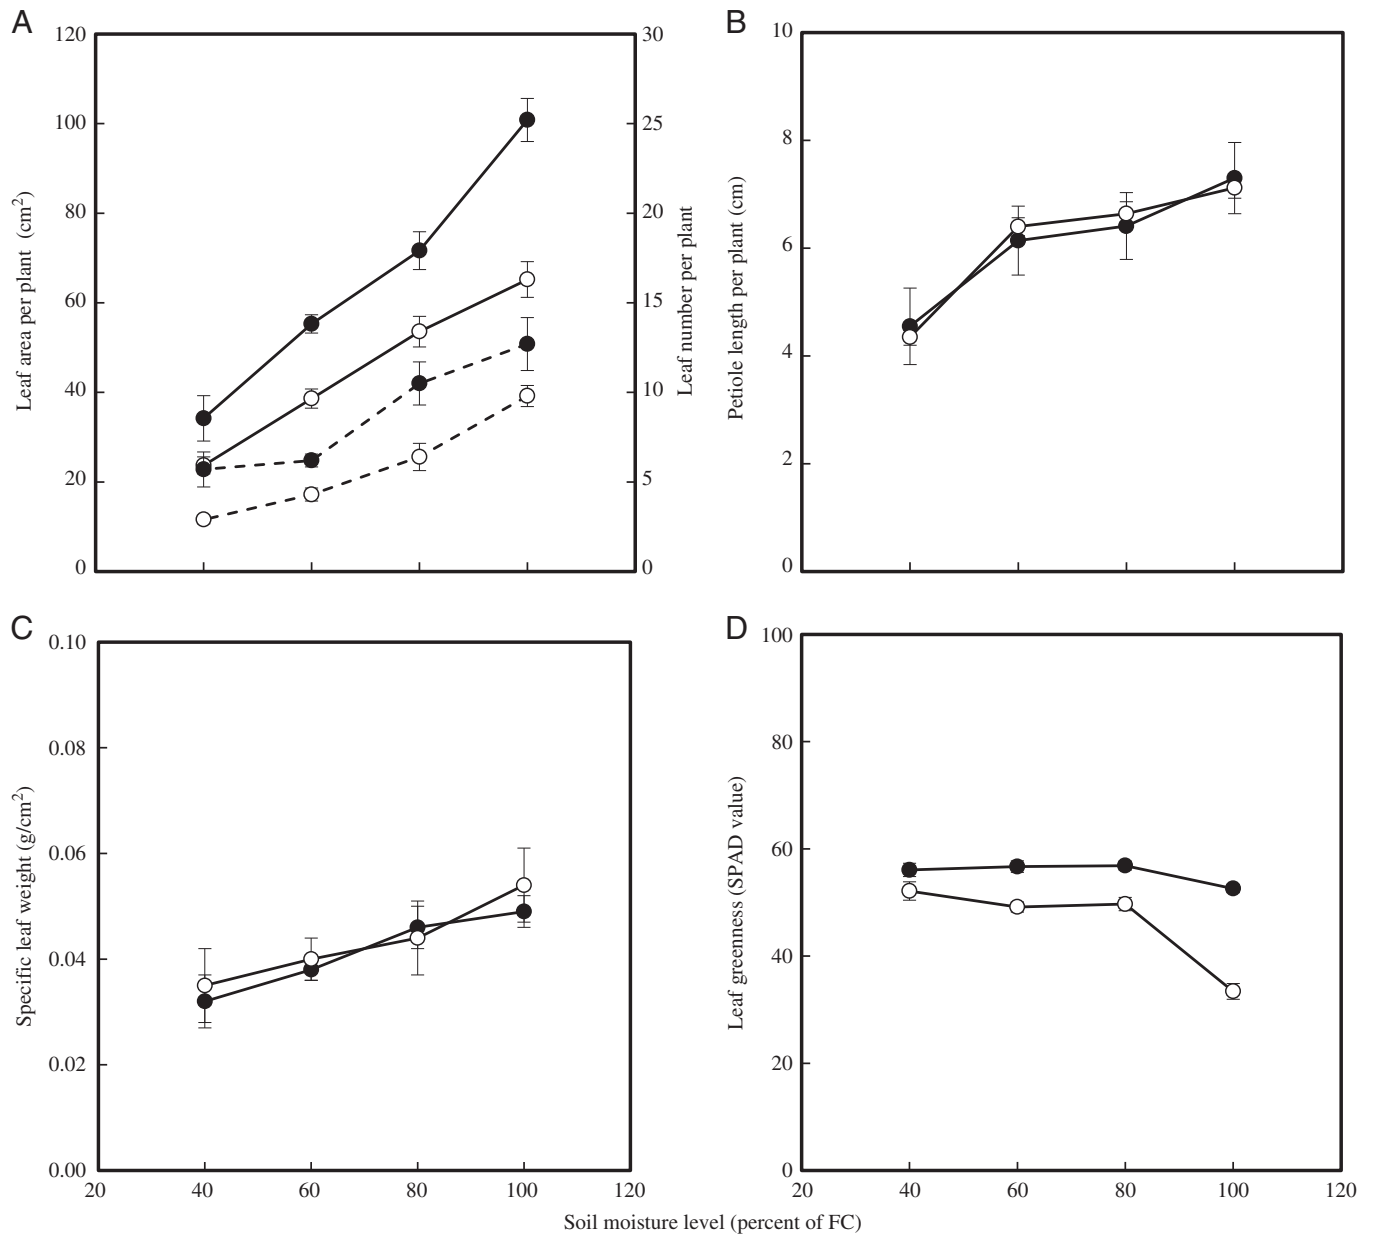 A
120
100
80
60
40
20
0
Leaf area per plant (cm²)
30
25
20
15
10
5
0
Leaf number per plant
B
10
8
6
4
2
0
Petiole length per plant (cm)
C
0.10
0.08
0.06
0.04
0.02
0.00
Specific leaf weight (g/cm²)
20 40 60 80 100 120
D
100
80
60
40
20
0
Leaf greenness (SPAD value)
20 40 60 80 100 120
Soil moisture level (percent of FC)